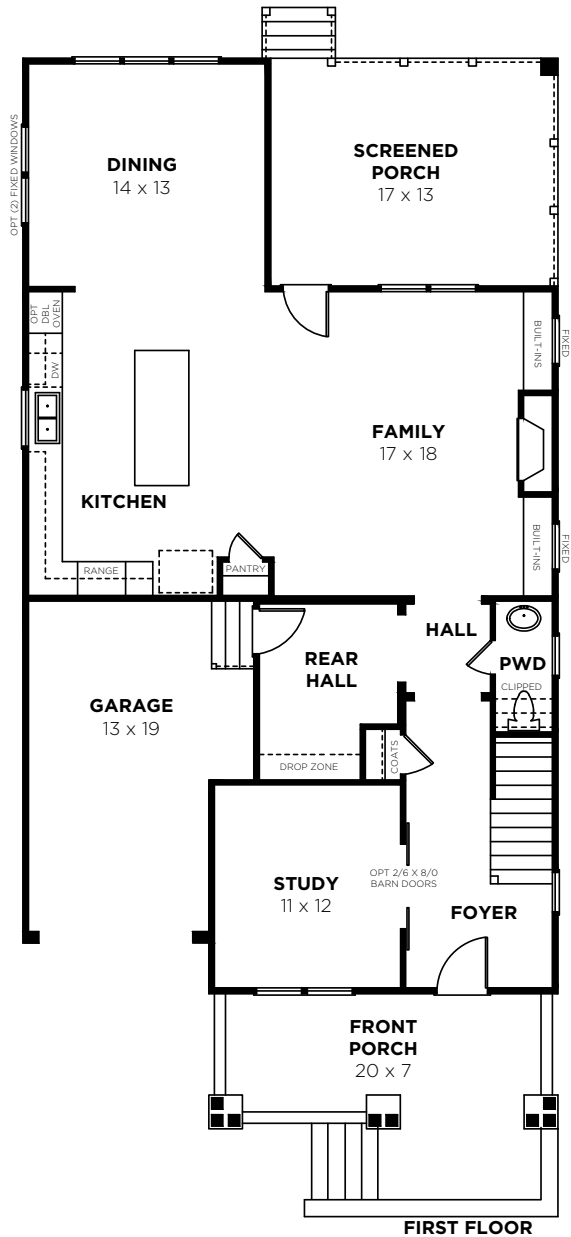 DINING
14 x 13
SCREENED
PORCH
17 x 13
OPT (2) FIXED WINDOWS
OPT
DBL
OVEN
DW
BUILT-INS
FIXED
FAMILY
17 x 18
KITCHEN
RANGE
PANTRY
BUILT-INS
FIXED
HALL
REAR
HALL
PWD
CLIPPED
GARAGE
13 x 19
DROP ZONE
COATS
STUDY
11 x 12
OPT 2/6 X 8/0
BARN DOORS
FOYER
FRONT
PORCH
20 x 7
FIRST FLOOR